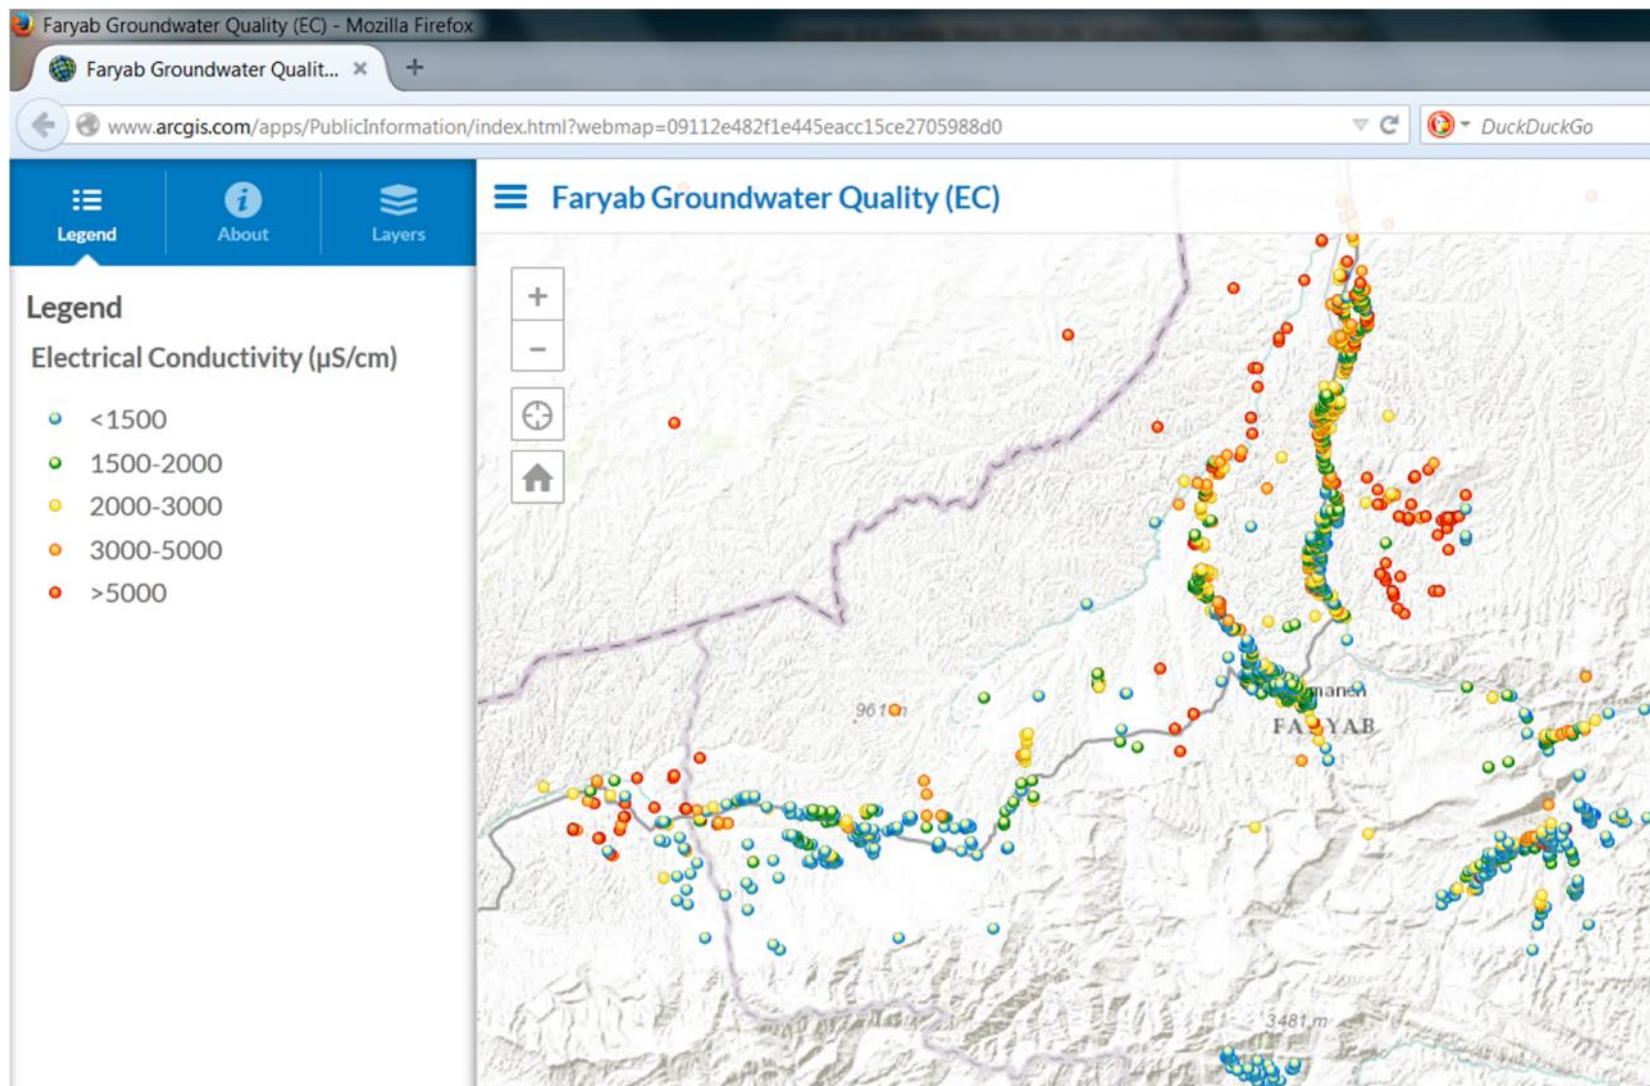 Faryab Groundwater Quality (EC) - Mozilla Firefox
Faryab Groundwater Qualit...
www.arcgis.com/apps/PublicInformation/index.html?webmap=09112e482f1e445eacc15ce2705988d0
DuckDuckGo
Legend
About
Layers
Faryab Groundwater Quality (EC)
Legend
Electrical Conductivity (µS/cm)
<1500
1500-2000
2000-3000
3000-5000
>5000
961 m
FARYAB
3481 m